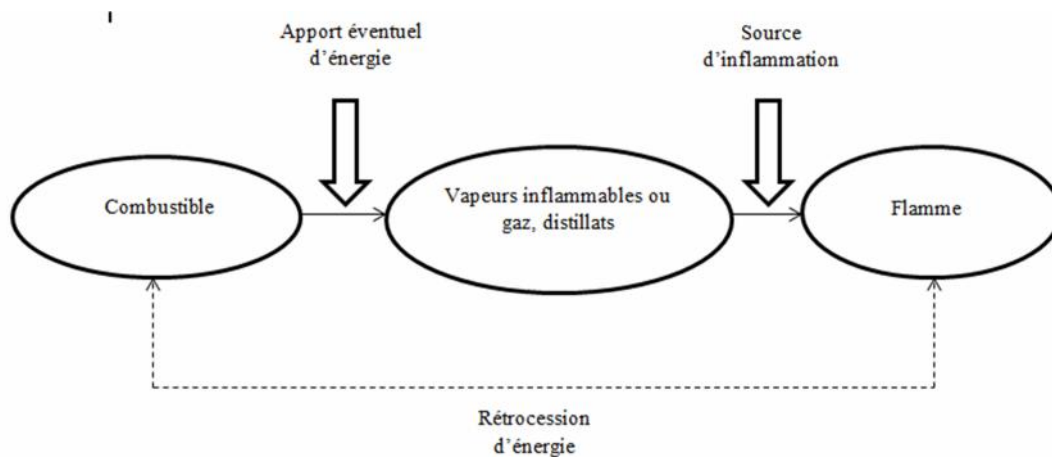 Apport éventuel
d'énergie
Source
d'inflammation
Combustible
Vapeurs inflammables ou
gaz, distillats
Flamme
Rétrocession
d'énergie